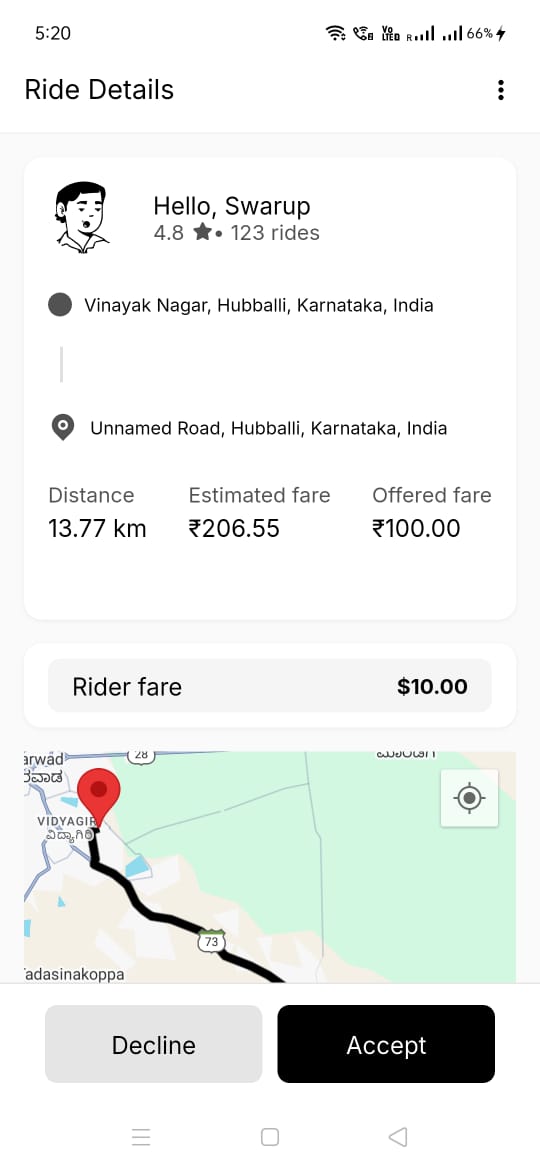 5:20
Vo LTE R 66%
Ride Details
Hello, Swarup
4.8 ★• 123 rides
Vinayak Nagar, Hubballi, Karnataka, India
Unnamed Road, Hubballi, Karnataka, India
Distance Estimated fare Offered fare
13.77 km ₹206.55 ₹100.00
Rider fare $10.00
28
VIDYAGIRI
ವಿದ್ಯಾಗಿರಿ
73
adasinakoppa
Decline Accept